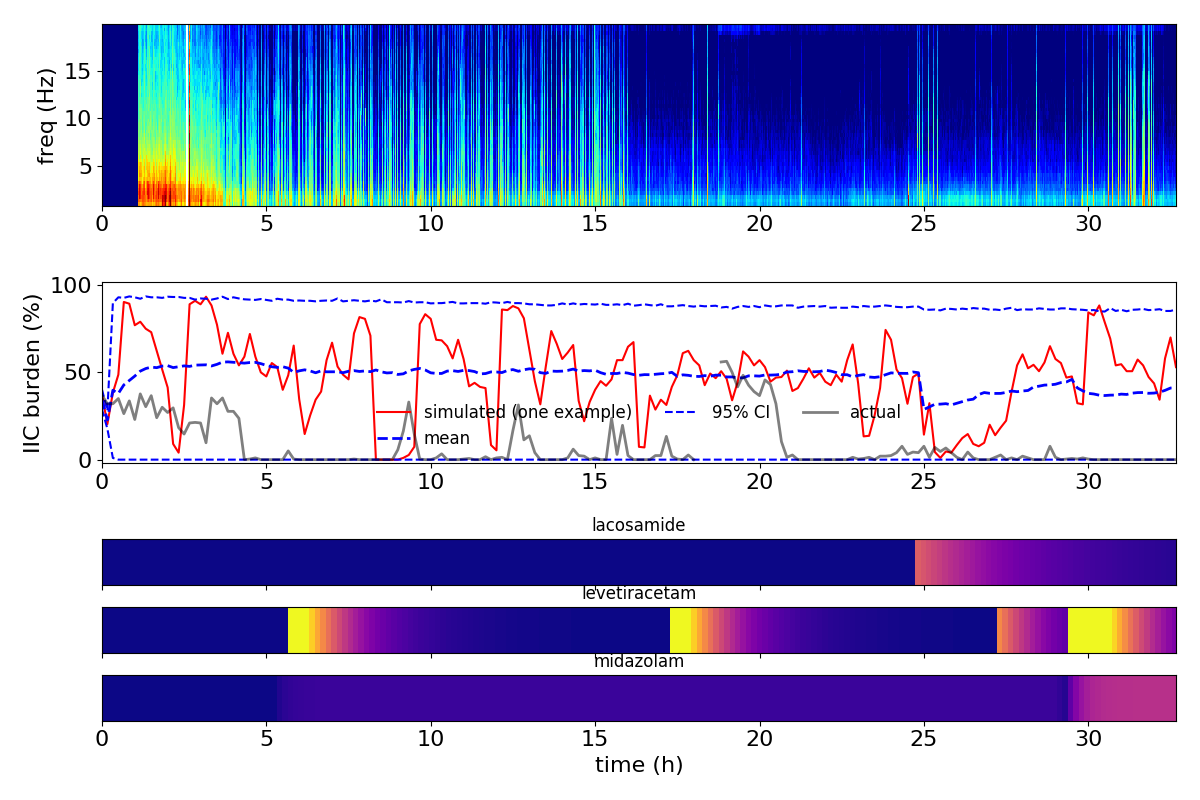 15
10
5
freq (Hz)
0 5 10 15 20 25 30
100
50
0
IIC burden (%)
simulated (one example) 95% CI actual
mean
0 5 10 15 20 25 30
lacosamide
levetiracetam
midazolam
0 5 10 15 20 25 30
time (h)